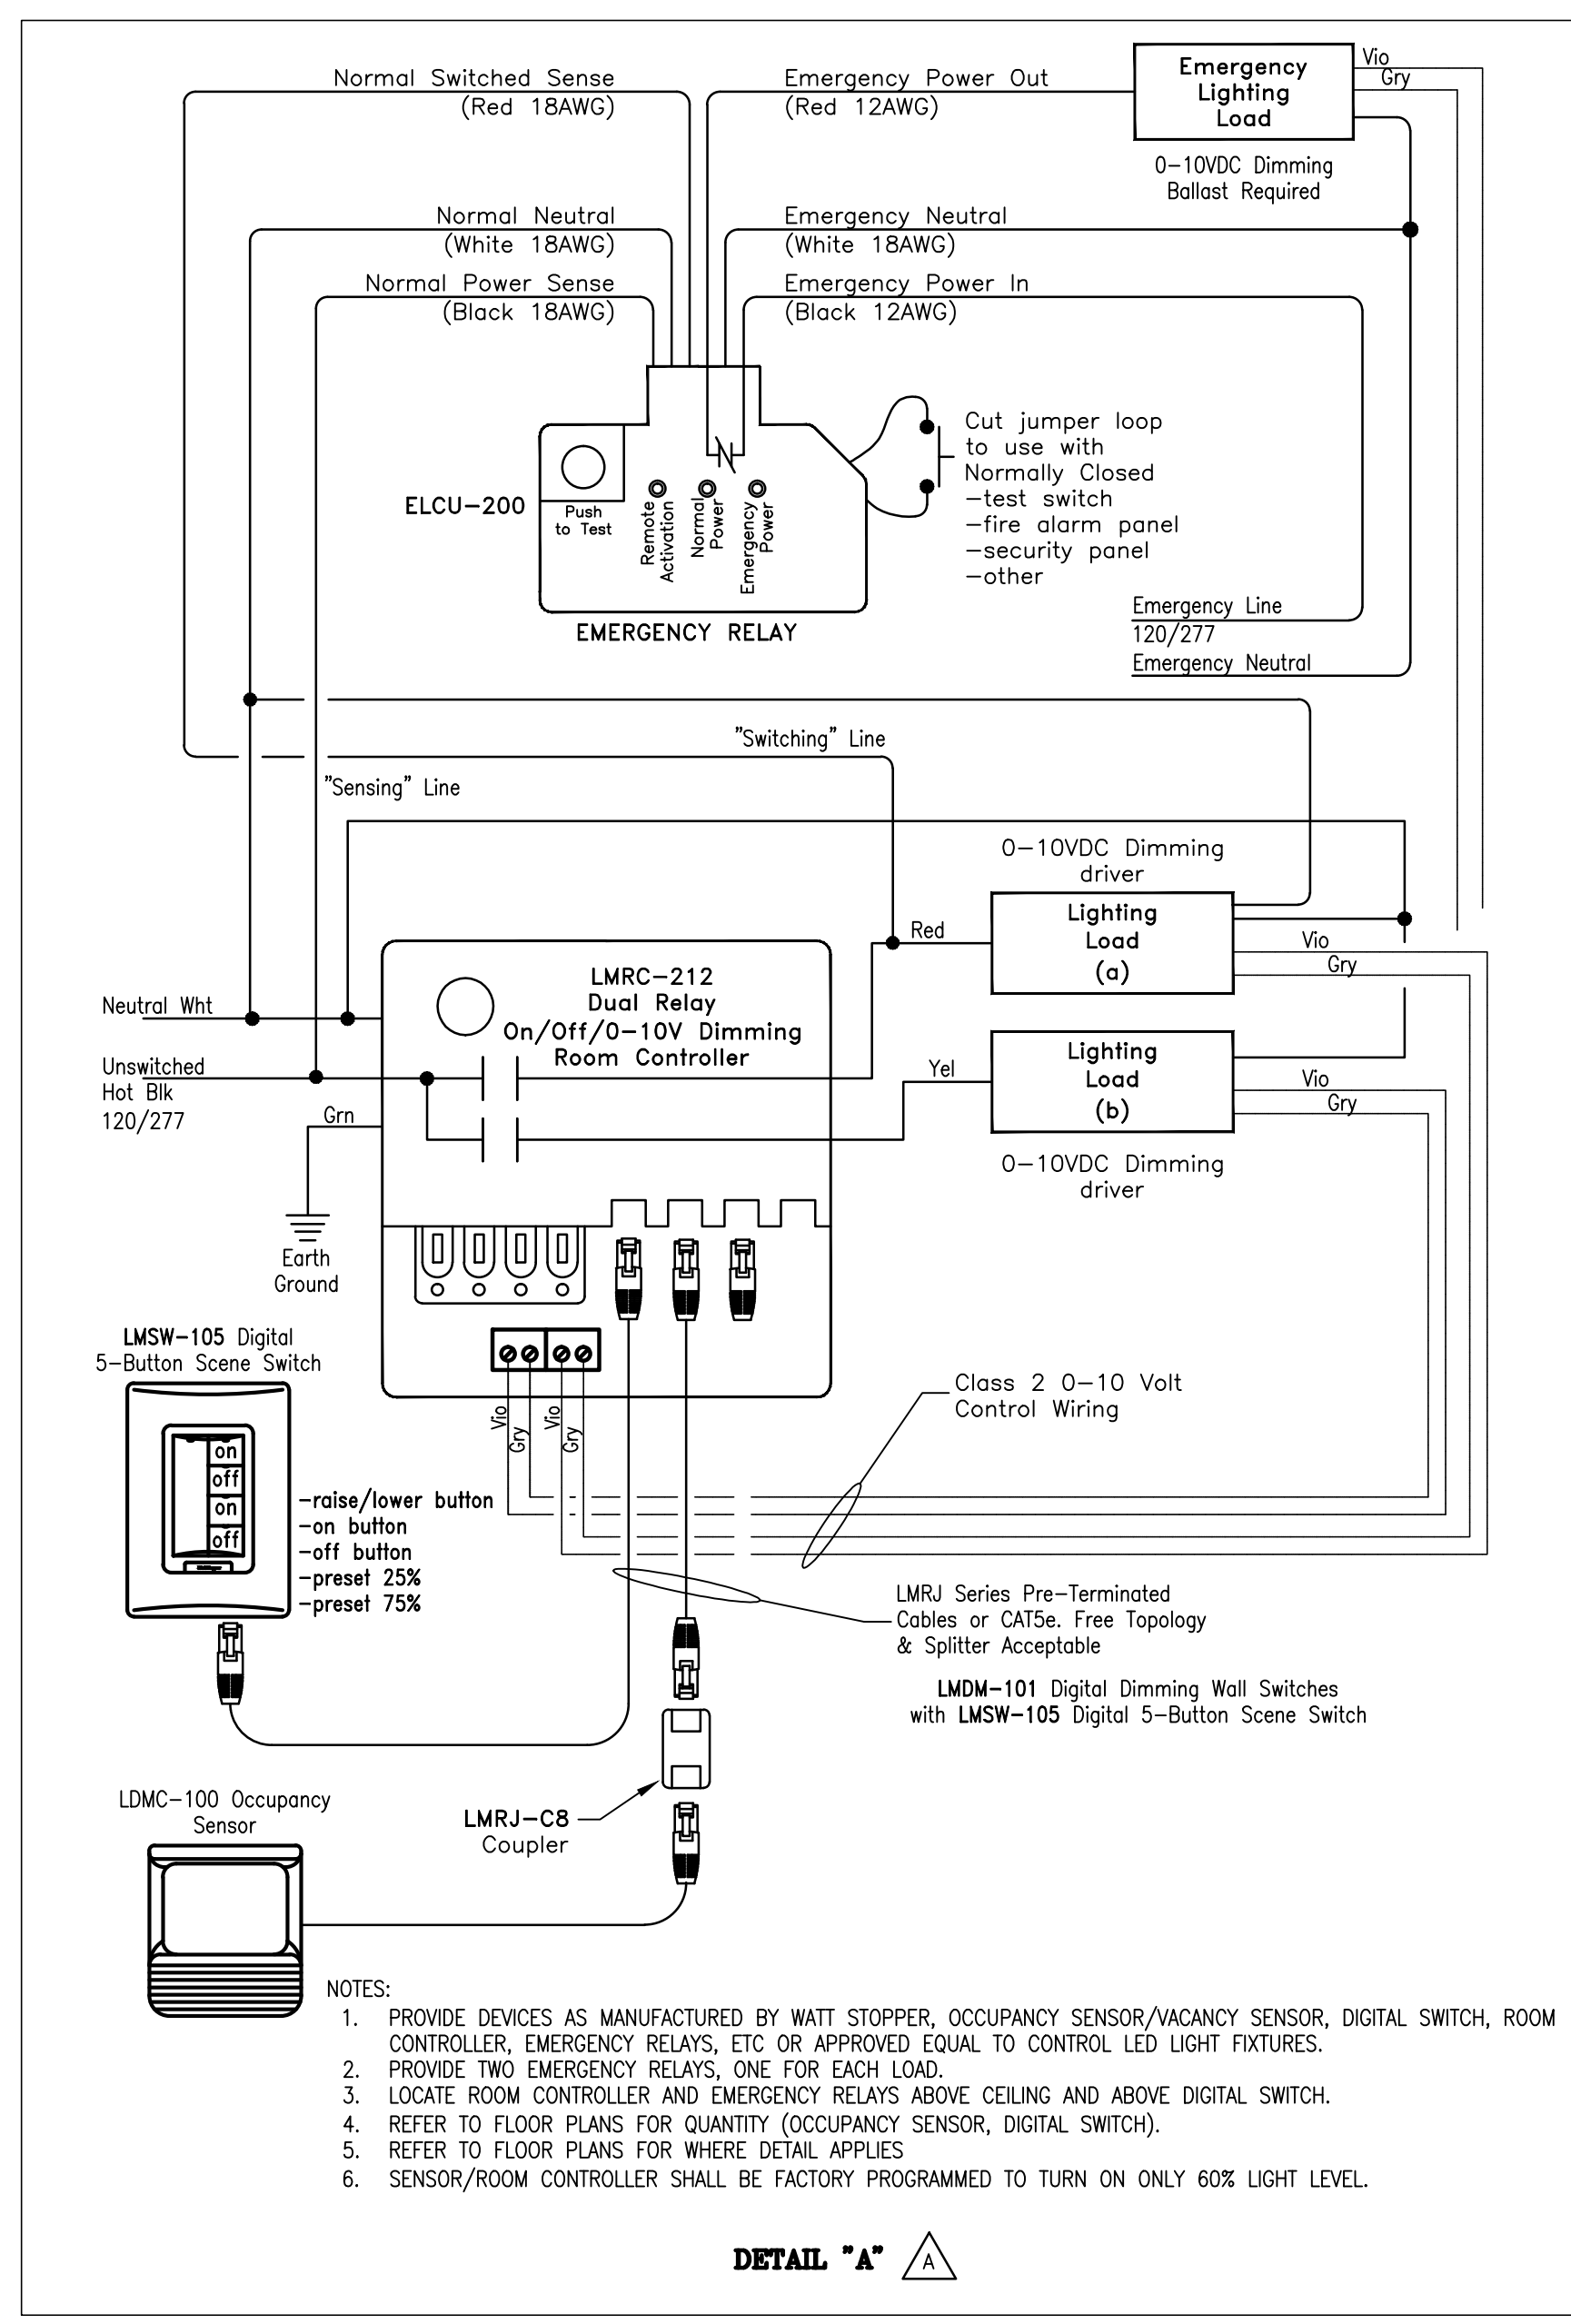 Normal Switched Sense
(Red 18AWG)
Emergency Power Out
(Red 12AWG)
Emergency
Lighting
Load
Vio
Gry
0-10VDC Dimming
Ballast Required
Normal Neutral
(White 18AWG)
Emergency Neutral
(White 18AWG)
Normal Power Sense
(Black 18AWG)
Emergency Power In
(Black 12AWG)
ELCU-200
Push
to Test
Remote
Activation
Normal
Power
Emergency
Power
Cut jumper loop
to use with
Normally Closed
-test switch
-fire alarm panel
-security panel
-other
EMERGENCY RELAY
Emergency Line
120/277
Emergency Neutral
"Switching" Line
"Sensing" Line
0-10VDC Dimming
driver
Lighting
Load
(a)
Red
Vio
Gry
LMRC-212
Dual Relay
On/Off/0-10V Dimming
Room Controller
Neutral Wht
Unswitched
Hot Blk
120/277
Grn
Earth
Ground
Yel
Lighting
Load
(b)
Vio
Gry
0-10VDC Dimming
driver
LMSW-105 Digital
5-Button Scene Switch
on
off
on
off
-raise/lower button
-on button
-off button
-preset 25%
-preset 75%
Vio
Gry
Vio
Gry
Class 2 0-10 Volt
Control Wiring
LMRJ Series Pre-Terminated
Cables or CAT5e. Free Topology
& Splitter Acceptable
LMDM-101 Digital Dimming Wall Switches
with LMSW-105 Digital 5-Button Scene Switch
LDMC-100 Occupancy
Sensor
LMRJ-C8
Coupler
NOTES:
1. PROVIDE DEVICES AS MANUFACTURED BY WATT STOPPER, OCCUPANCY SENSOR/VACANCY SENSOR, DIGITAL SWITCH, ROOM
CONTROLLER, EMERGENCY RELAYS, ETC OR APPROVED EQUAL TO CONTROL LED LIGHT FIXTURES.
2. PROVIDE TWO EMERGENCY RELAYS, ONE FOR EACH LOAD.
3. LOCATE ROOM CONTROLLER AND EMERGENCY RELAYS ABOVE CEILING AND ABOVE DIGITAL SWITCH.
4. REFER TO FLOOR PLANS FOR QUANTITY (OCCUPANCY SENSOR, DIGITAL SWITCH).
5. REFER TO FLOOR PLANS FOR WHERE DETAIL APPLIES
6. SENSOR/ROOM CONTROLLER SHALL BE FACTORY PROGRAMMED TO TURN ON ONLY 60% LIGHT LEVEL.
DETAIL "A"
A